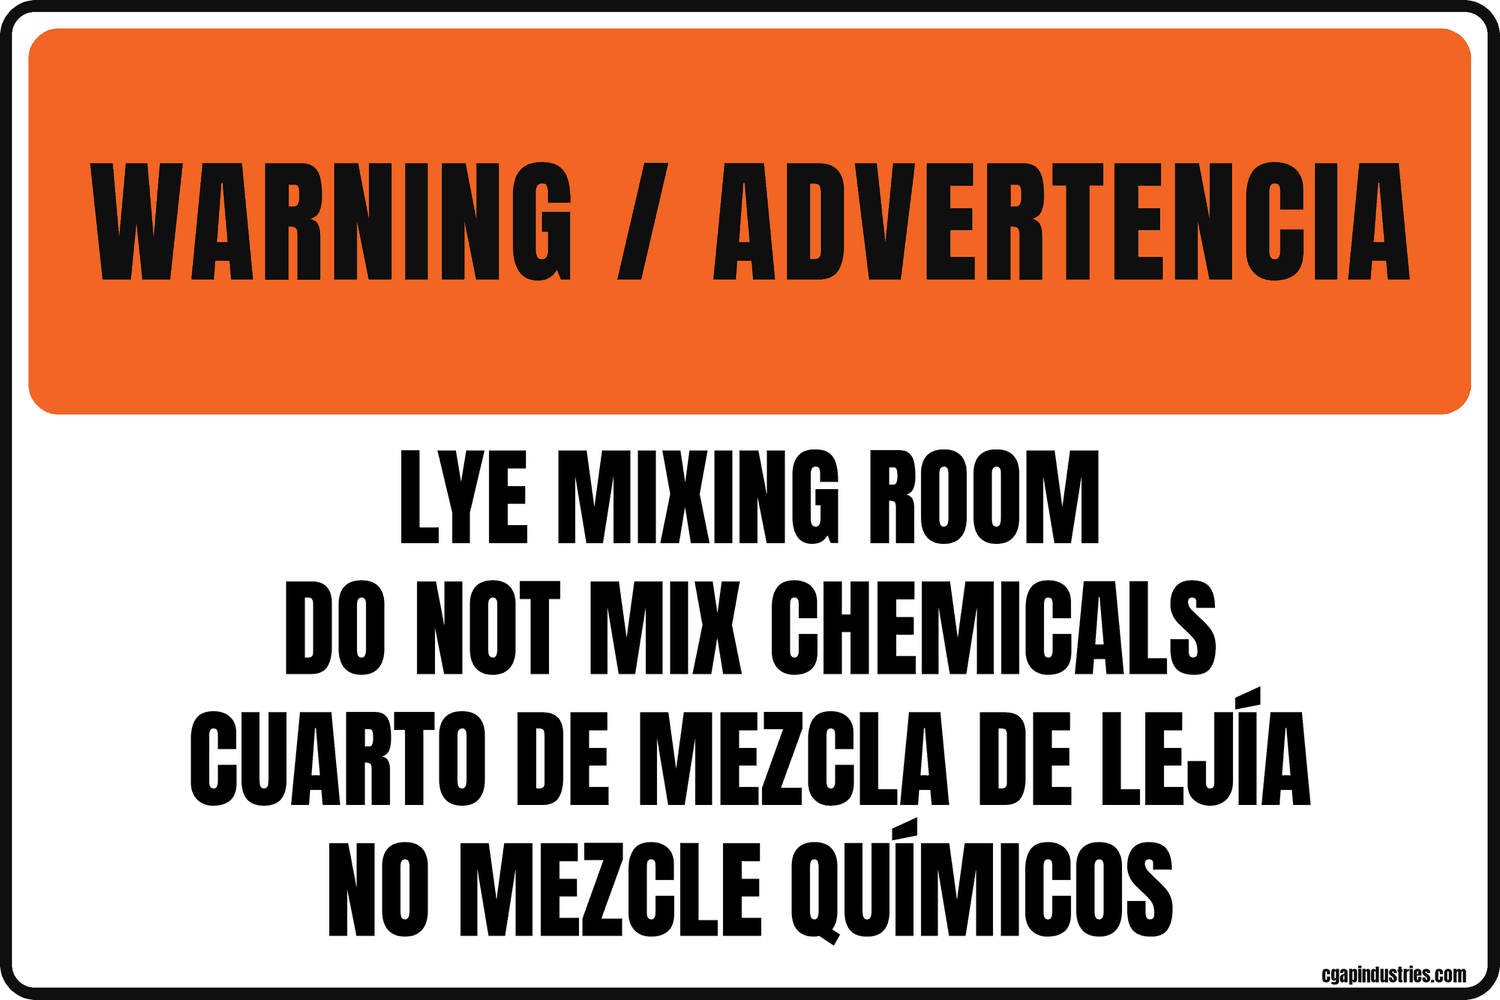 WARNING / ADVERTENCIA
LYE MIXING ROOM
DO NOT MIX CHEMICALS
CUARTO DE MEZCLA DE LEJÍA
NO MEZCLE QUÍMICOS
cgapindustries.com